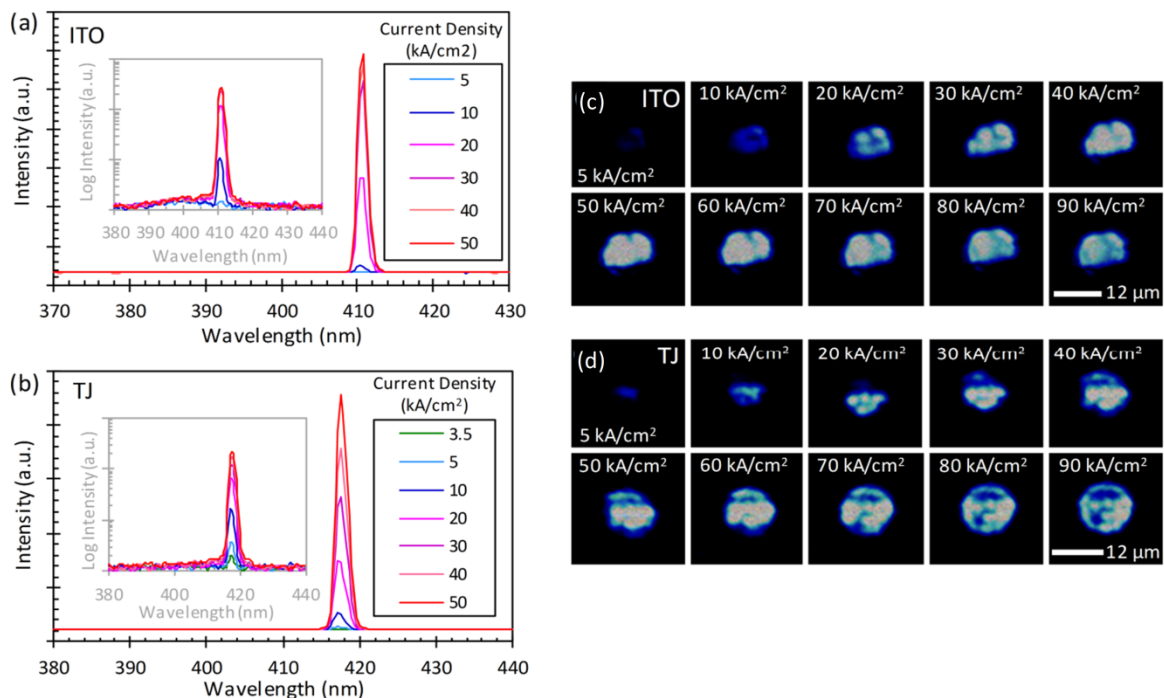 (a)
ITO
Current Density
(kA/cm2)
5
10
20
30
40
50
Log Intensity (a.u.)
380 390 400 410 420 430 440
Wavelength (nm)
Intensity (a.u.)
370 380 390 400 410 420 430
Wavelength (nm)
(b)
TJ
Current Density
(kA/cm²)
3.5
5
10
20
30
40
50
Log Intensity (a.u.)
380 400 420 440
Wavelength (nm)
Intensity (a.u.)
380 390 400 410 420 430 440
Wavelength (nm)
(c) ITO
5 kA/cm²
10 kA/cm²
20 kA/cm²
30 kA/cm²
40 kA/cm²
50 kA/cm²
60 kA/cm²
70 kA/cm²
80 kA/cm²
90 kA/cm²
12 μm
(d) TJ
5 kA/cm²
10 kA/cm²
20 kA/cm²
30 kA/cm²
40 kA/cm²
50 kA/cm²
60 kA/cm²
70 kA/cm²
80 kA/cm²
90 kA/cm²
12 μm